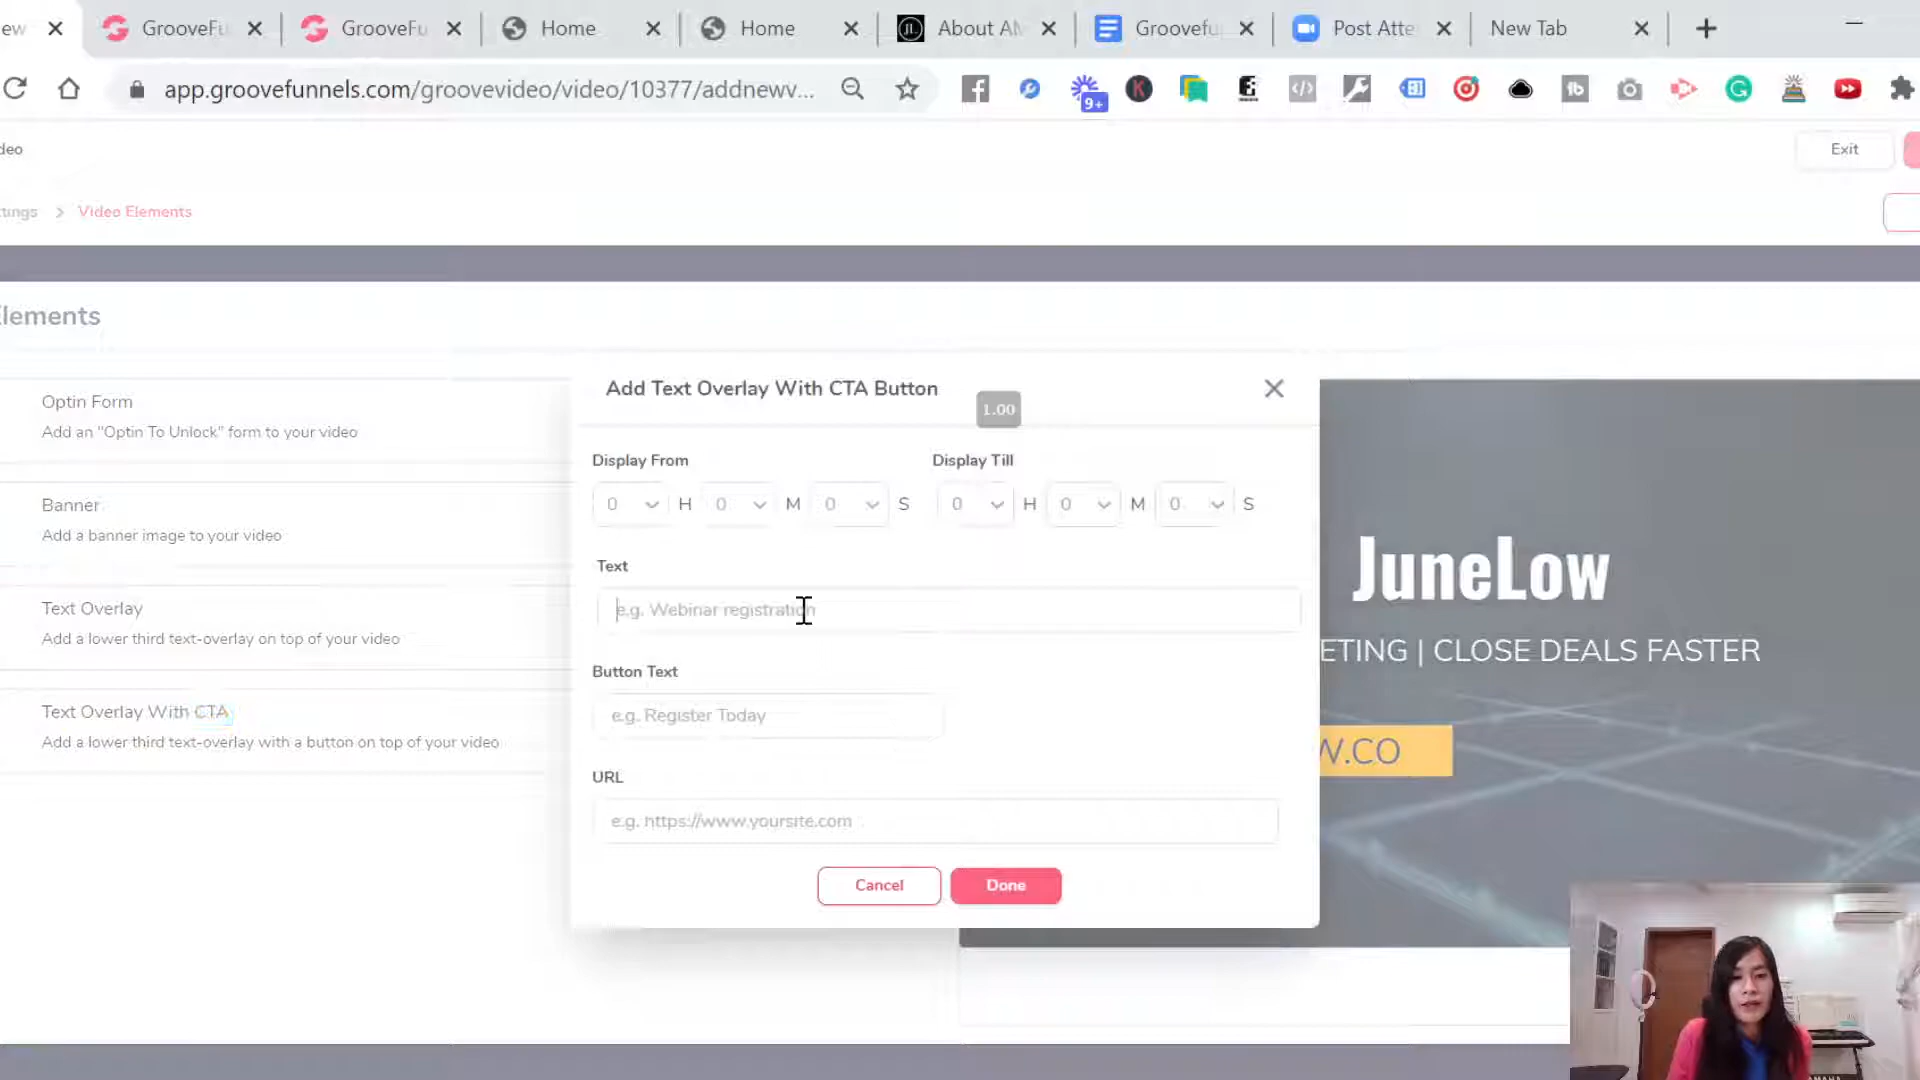 ew
GrooveFu
GrooveFu
Home
Home
JL
About AM
Groovefu
Post Atte
New Tab
app.groovefunnels.com/groovevideo/video/10377/addnewv...
9+
K
deo
Exit
tings > Video Elements
Elements
Optin Form
Add an "Optin To Unlock" form to your video
Banner
Add a banner image to your video
Text Overlay
Add a lower third text-overlay on top of your video
Text Overlay With CTA
Add a lower third text-overlay with a button on top of your video
Add Text Overlay With CTA Button
1.00
Display From
Display Till
0 H 0 M 0 S
0 H 0 M 0 S
Text
e.g. Webinar registration
Button Text
e.g. Register Today
URL
e.g. https://www.yoursite.com
Cancel
Done
JuneLow
ETING | CLOSE DEALS FASTER
W.CO
YAMAHA